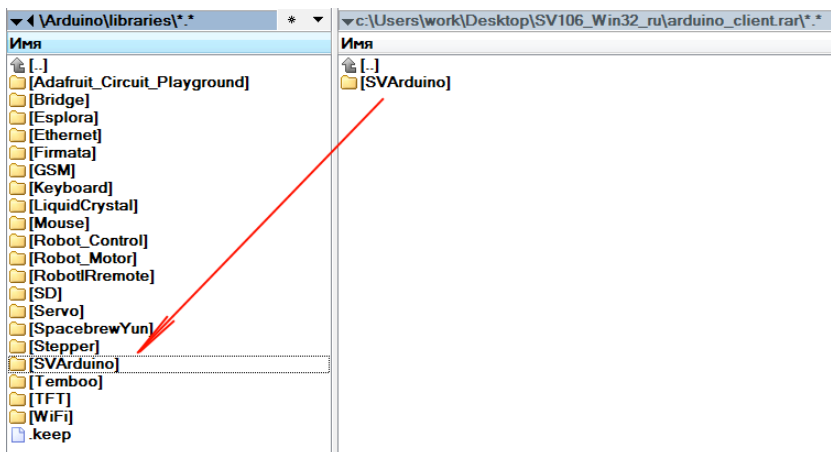 \Arduino\libraries\*.*
Имя
[..]
[Adafruit_Circuit_Playground]
[Bridge]
[Esplora]
[Ethernet]
[Firmata]
[GSM]
[Keyboard]
[LiquidCrystal]
[Mouse]
[Robot_Control]
[Robot_Motor]
[RobotIRremote]
[SD]
[Servo]
[SpacebrewYun]
[Stepper]
[SVArduino]
[Temboo]
[TFT]
[WiFi]
.keep
c:\Users\work\Desktop\SV106_Win32_ru\arduino_client.rar\*.*
Имя
[..]
[SVArduino]